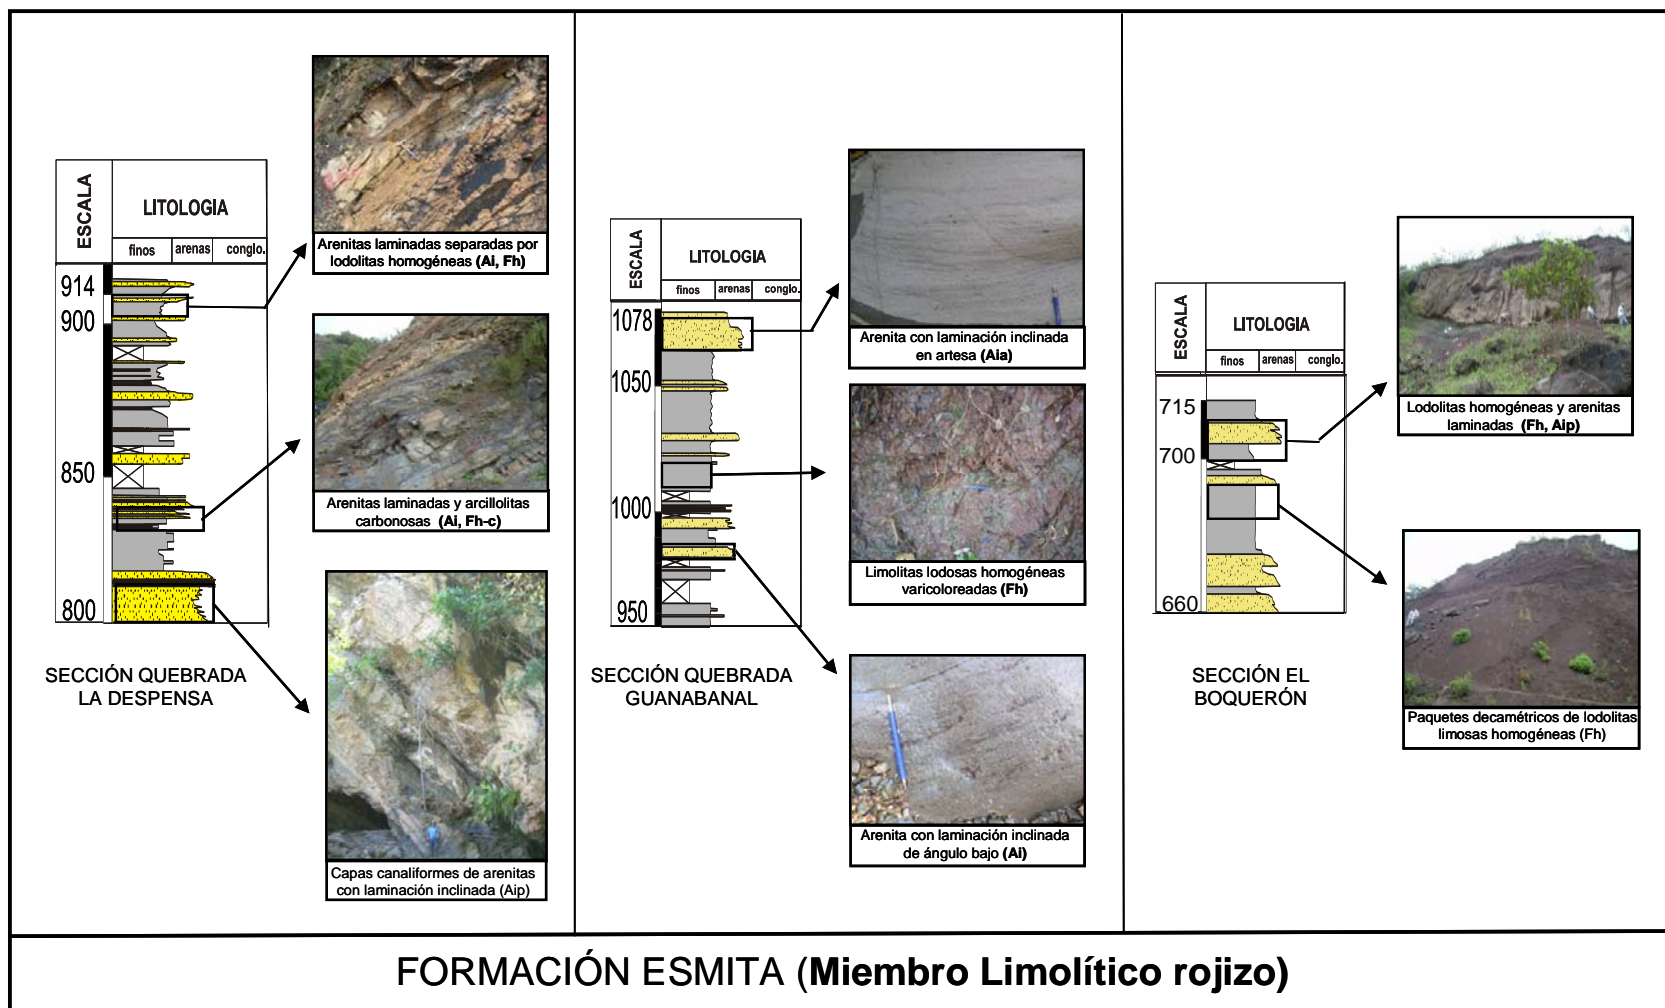 ESCALA
LITOLOGIA
finos arenas conglo.
914
900
850
800
SECCIÓN QUEBRADA
LA DESPENSA
Arenitas laminadas separadas por
lodolitas homogéneas (Ai, Fh)
Arenitas laminadas y arcillolitas
carbonosas (Ai, Fh-c)
Capas canaliformes de arenitas
con laminación inclinada (Aip)
ESCALA
LITOLOGIA
finos arenas conglo.
1078
1050
1000
950
SECCIÓN QUEBRADA
GUANABANAL
Arenita con laminación inclinada
en artesa (Aia)
Limolitas lodosas homogéneas
varicoloreadas (Fh)
Arenita con laminación inclinada
de ángulo bajo (Ai)
ESCALA
LITOLOGIA
finos arenas conglo.
715
700
660
SECCIÓN EL
BOQUERÓN
Lodolitas homogéneas y arenitas
laminadas (Fh, Aip)
Paquetes decamétricos de lodolitas
limosas homogéneas (Fh)
FORMACIÓN ESMITA (Miembro Limolítico rojizo)